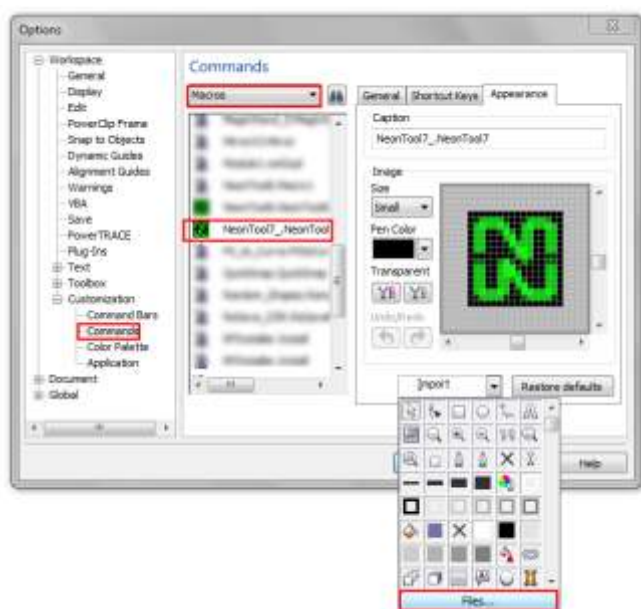 Options
Workspace
General
Display
Edit
PowerClip Frame
Snap to Objects
Dynamic Guides
Alignment Guides
Warnings
VBA
Save
PowerTRACE
Plug-Ins
Text
Toolbox
Customization
Command Bars
Commands
Color Palette
Application
Document
Global
Commands
Macros
NeonTool7_.NeonTool
General Shortcut Keys Appearance
Caption
NeonTool7_.NeonTool7
Image
Size
Small
Pen Color
Transparent
Undo/Redo
Import
Restore defaults
Help
Files...